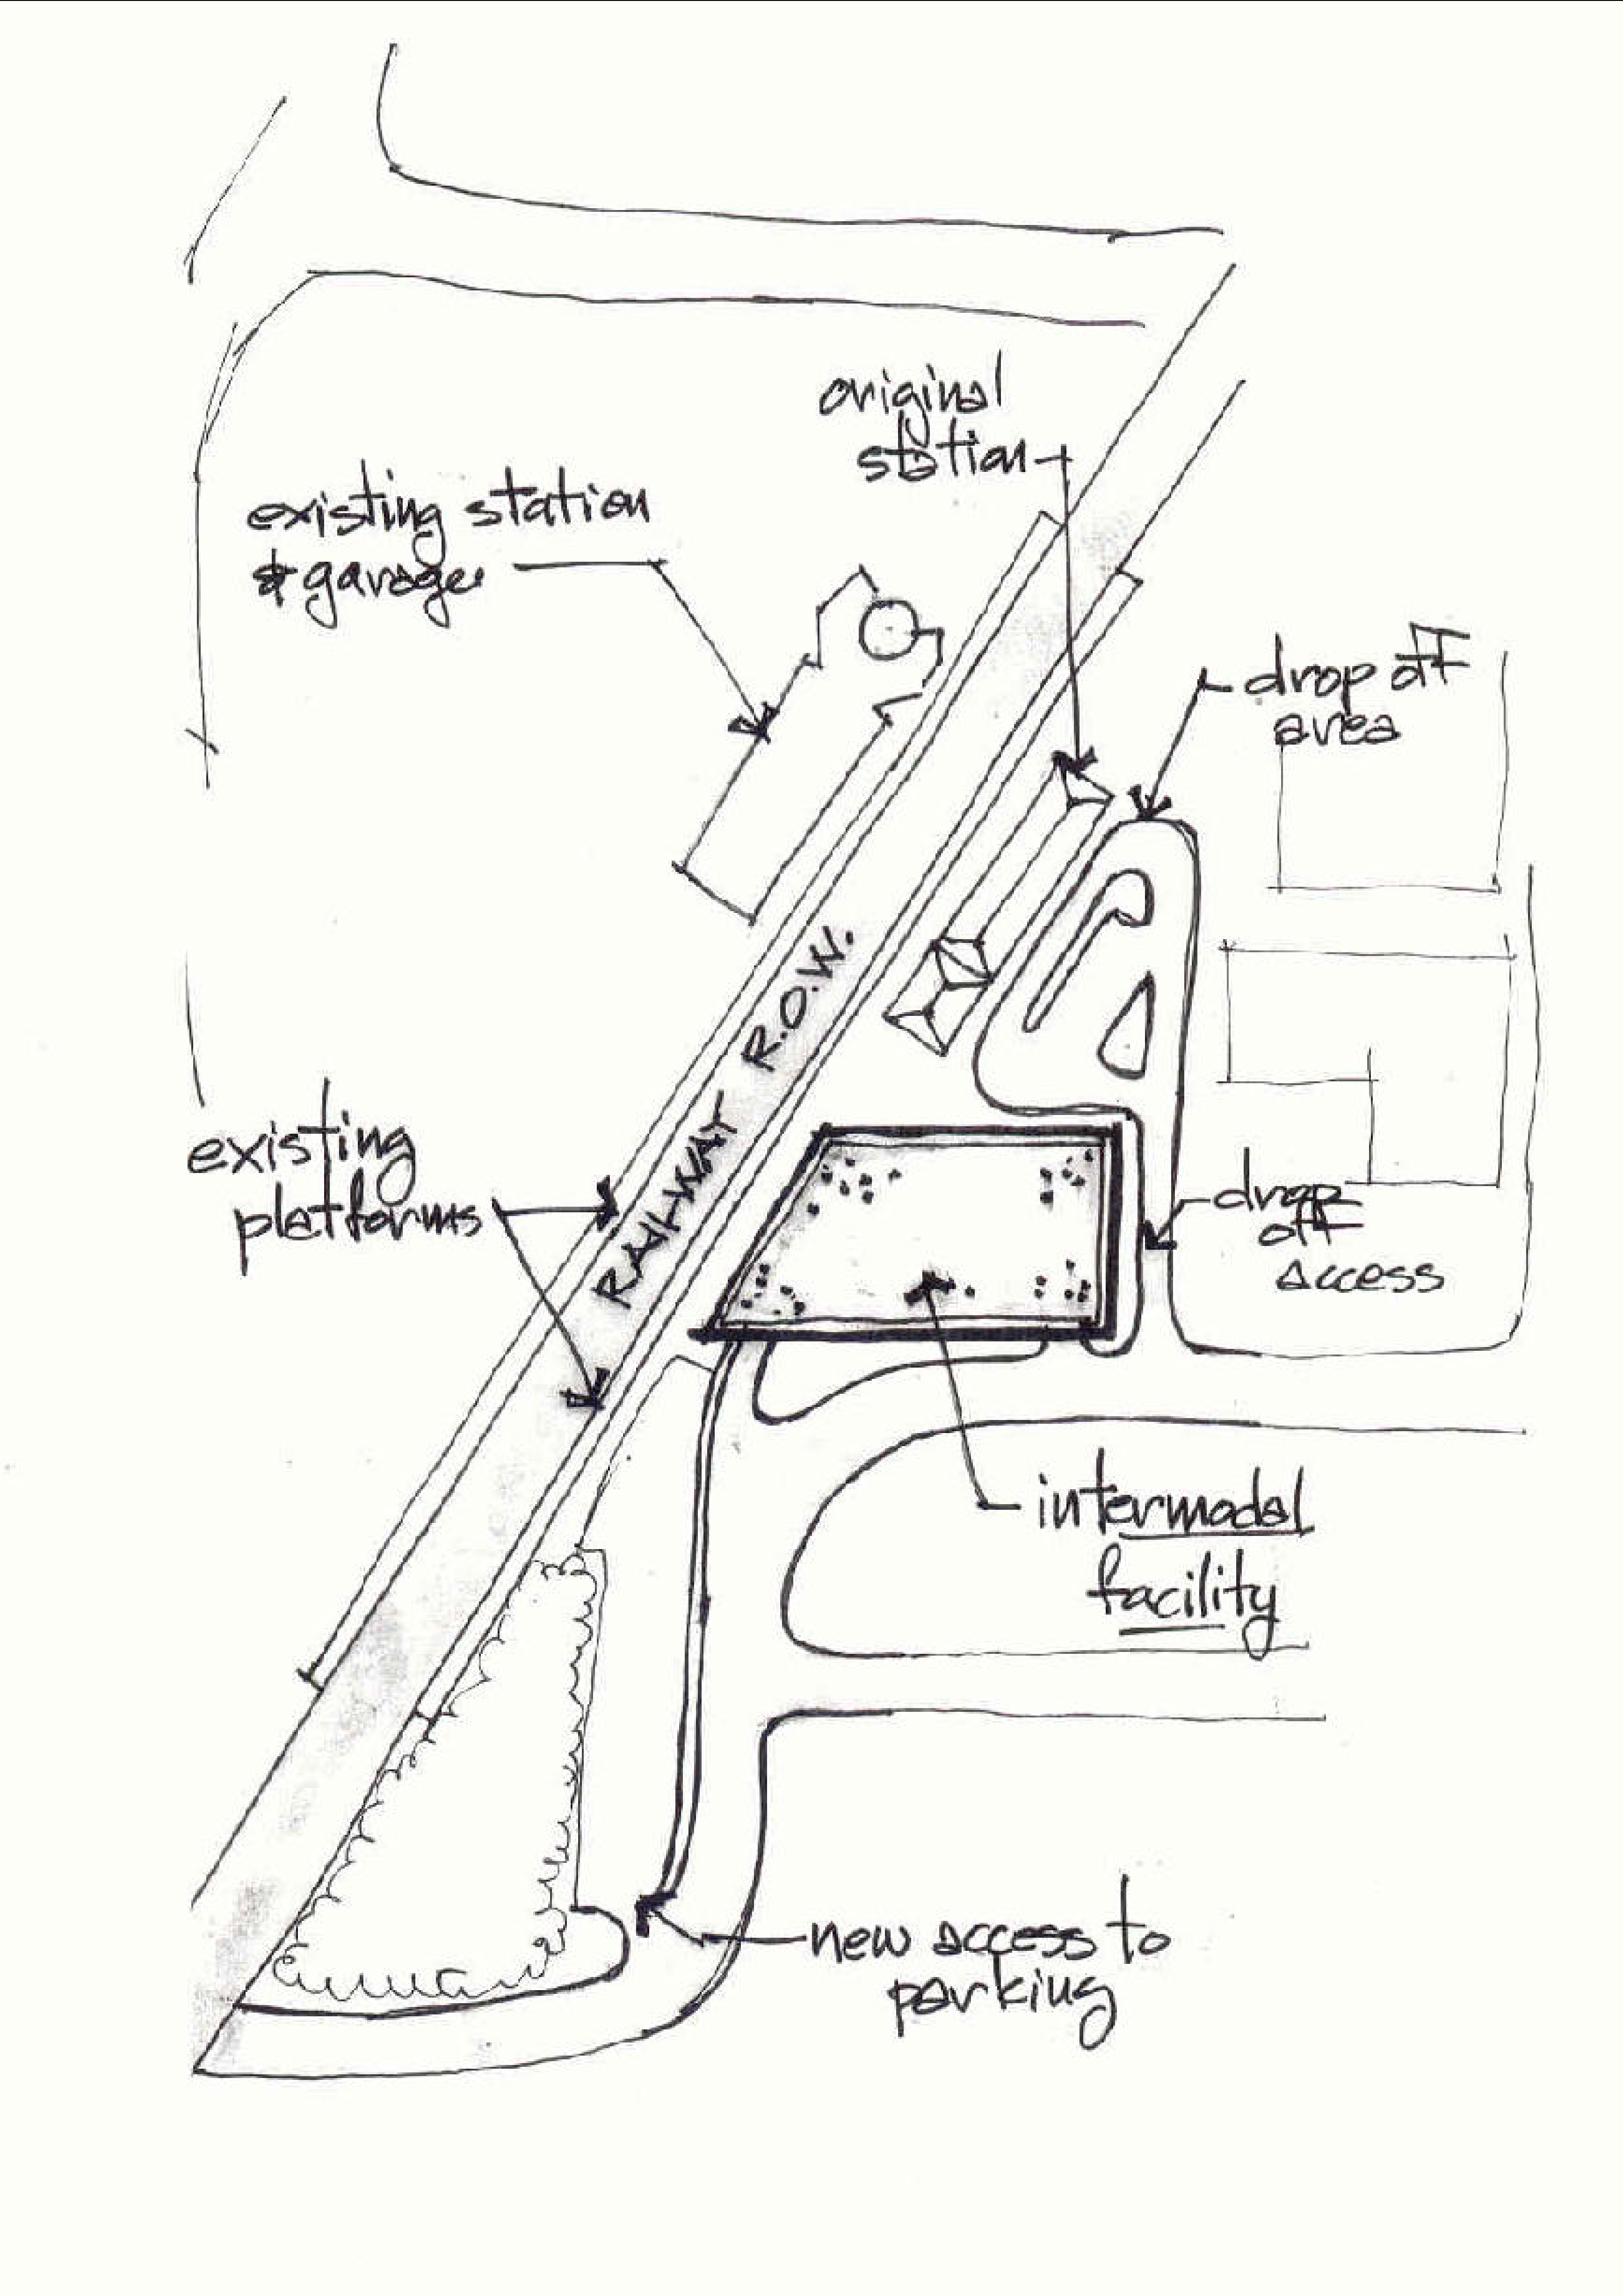 original
station
existing station
& garage
drop off
area
RAILWAY R.O.W.
existing
platforms
drop
off
access
intermodal
facility
new access to
parking